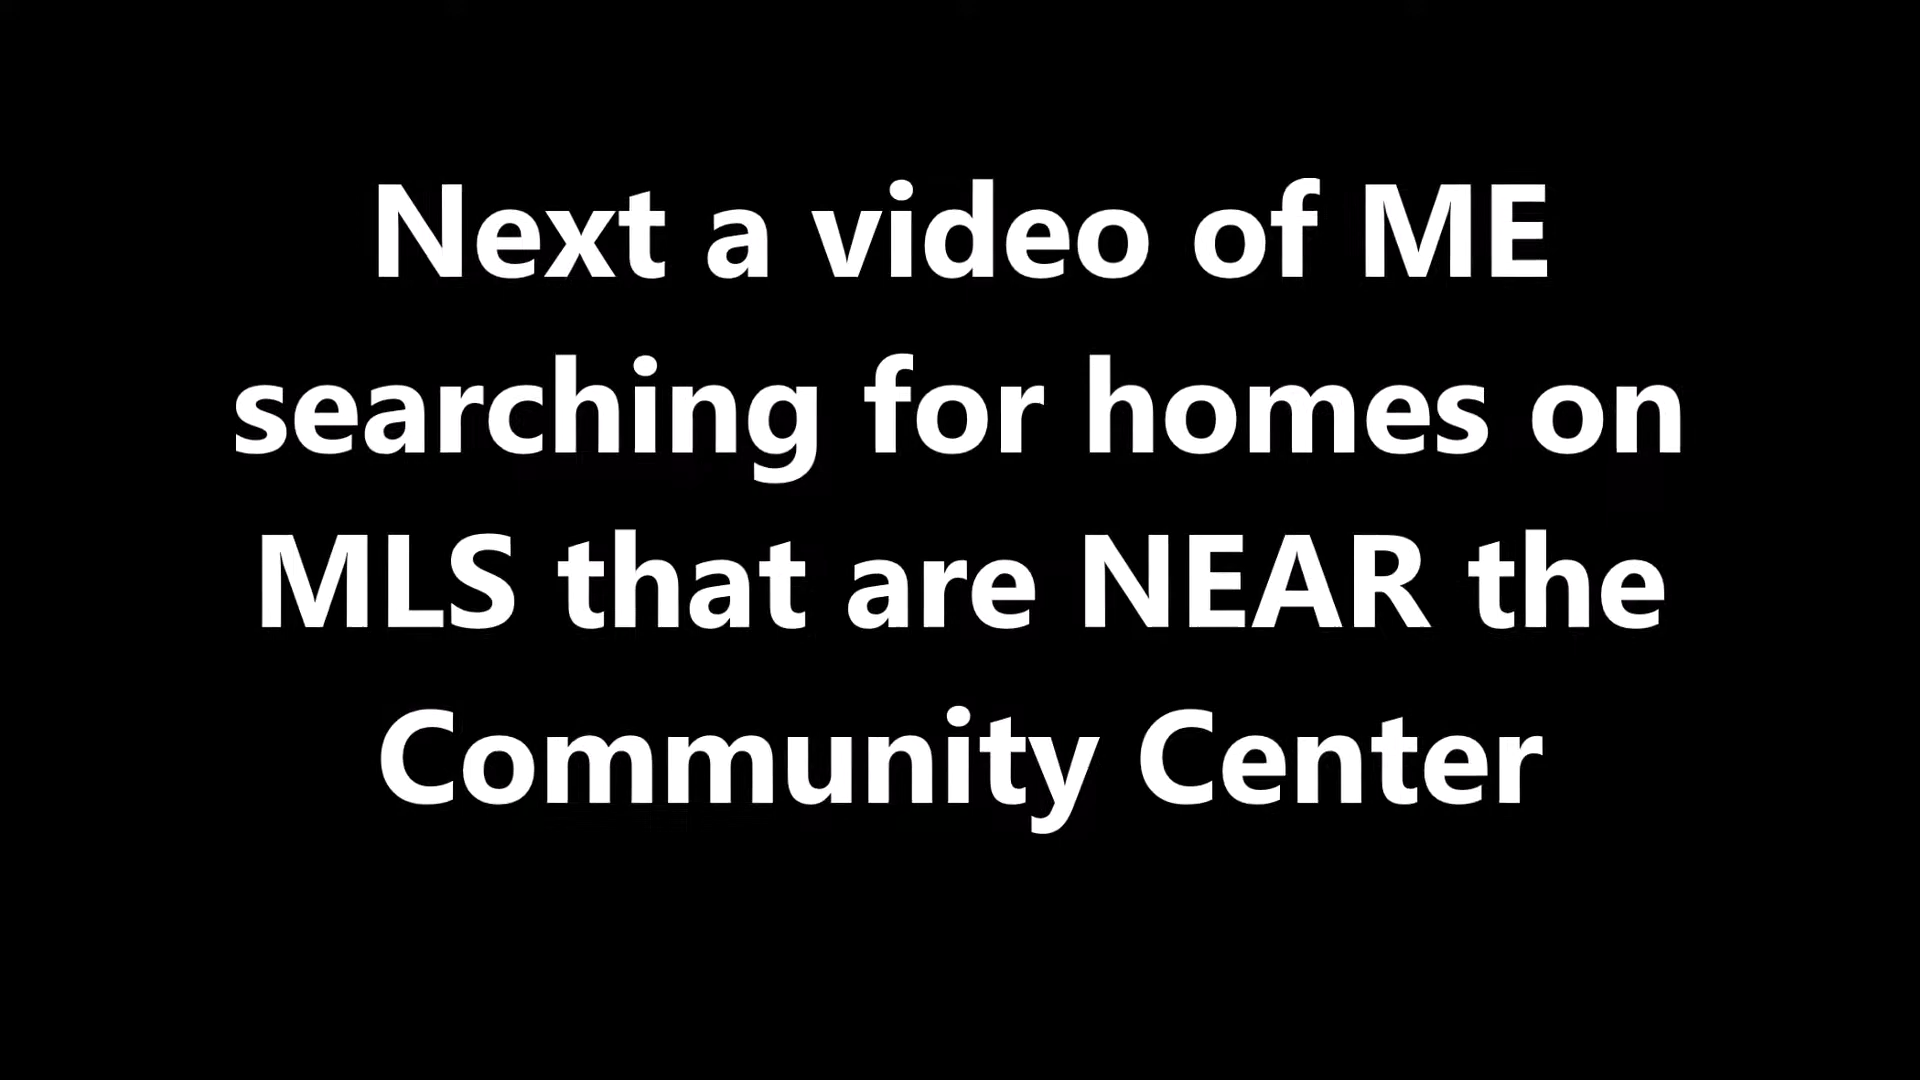 Next a video of ME
searching for homes on
MLS that are NEAR the
Community Center